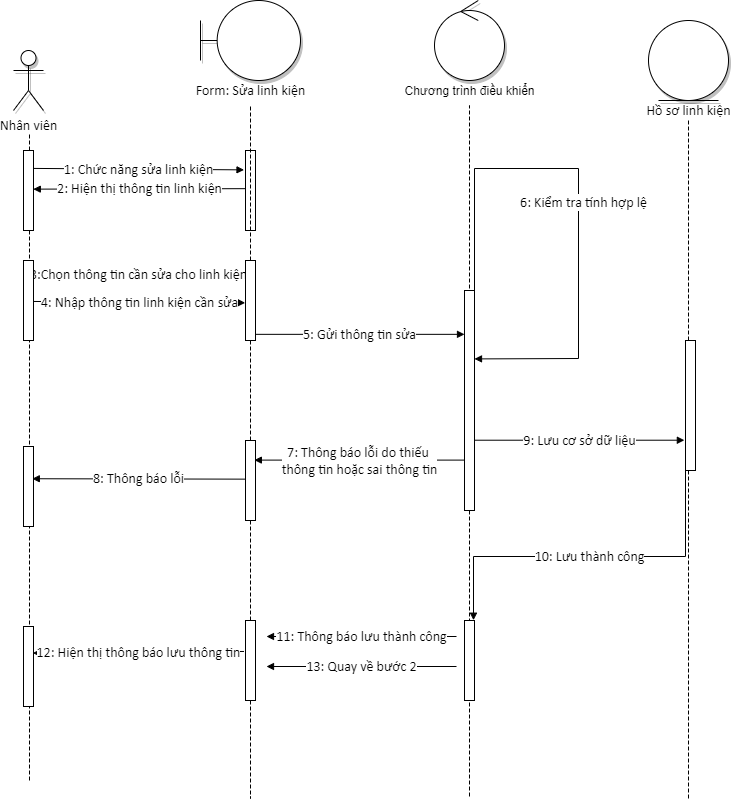 Form: Sửa linh kiện
Chương trình điều khiển
Hồ sơ linh kiện
Nhân viên
1: Chức năng sửa linh kiện
2: Hiện thị thông tin linh kiện
6: Kiểm tra tính hợp lệ
3:Chọn thông tin cần sửa cho linh kiện
4: Nhập thông tin linh kiện cần sửa
5: Gửi thông tin sửa
9: Lưu cơ sở dữ liệu
7: Thông báo lỗi do thiếu
thông tin hoặc sai thông tin
8: Thông báo lỗi
10: Lưu thành công
11: Thông báo lưu thành công
12: Hiện thị thông báo lưu thông tin
13: Quay về bước 2